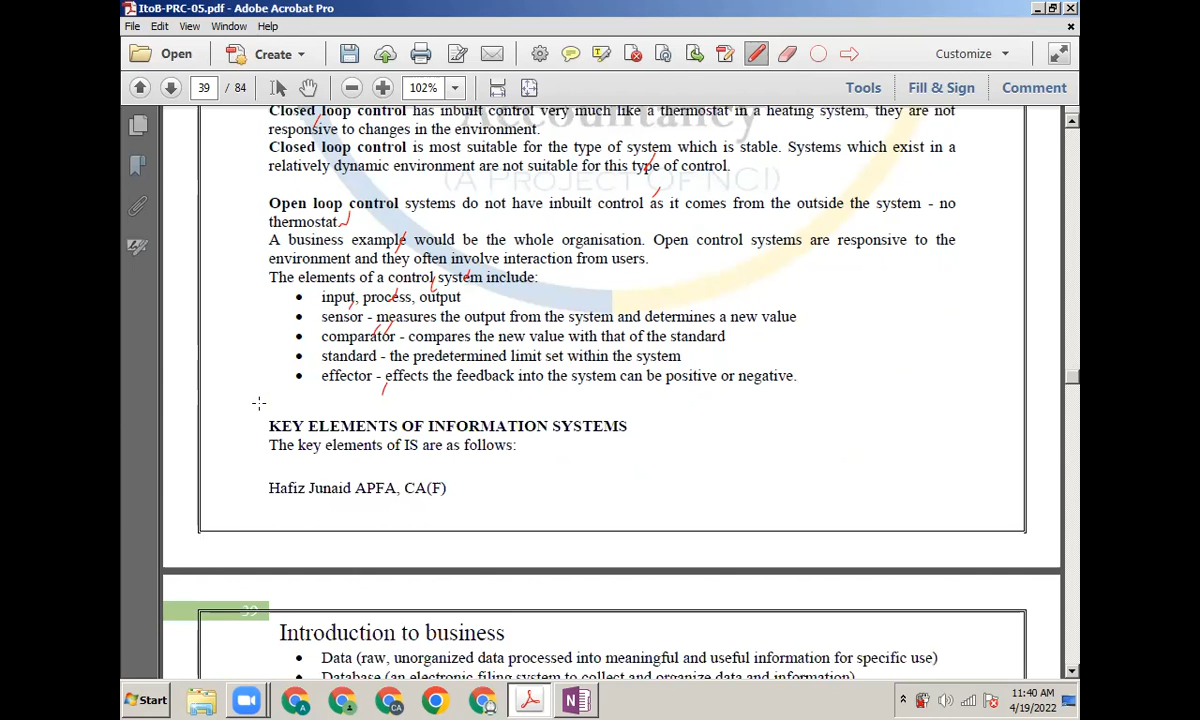 ItoB-PRC-05.pdf - Adobe Acrobat Pro
File Edit View Window Help
Open Create Customize
39 / 84 102% Tools Fill & Sign Comment
Closed loop control has inbuilt control very much like a thermostat in a heating system, they are not
responsive to changes in the environment.
Closed loop control is most suitable for the type of system which is stable. Systems which exist in a
relatively dynamic environment are not suitable for this type of control.
Accountancy
(A PROJECT OF NCI)
Open loop control systems do not have inbuilt control as it comes from the outside the system - no
thermostat.
A business example would be the whole organisation. Open control systems are responsive to the
environment and they often involve interaction from users.
The elements of a control system include:
• input, process, output
• sensor - measures the output from the system and determines a new value
• comparator - compares the new value with that of the standard
• standard - the predetermined limit set within the system
• effector - effects the feedback into the system can be positive or negative.
KEY ELEMENTS OF INFORMATION SYSTEMS
The key elements of IS are as follows:
Hafiz Junaid APFA, CA(F)
39
Introduction to business
• Data (raw, unorganized data processed into meaningful and useful information for specific use)
• Database (an electronic filing system to collect and organize data and information)
Start
11:40 AM
4/19/2022